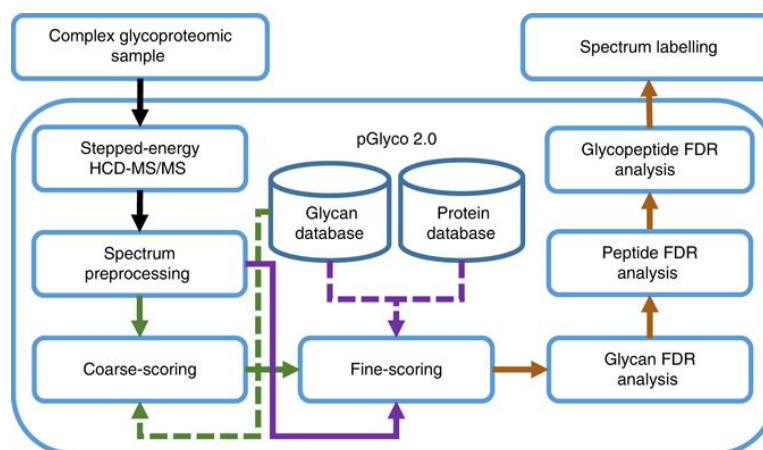 Complex glycoproteomic
sample
Spectrum labelling
Stepped-energy
HCD-MS/MS
pGlyco 2.0
Glycopeptide FDR
analysis
Glycan
database
Protein
database
Spectrum
preprocessing
Peptide FDR
analysis
Coarse-scoring
Fine-scoring
Glycan FDR
analysis